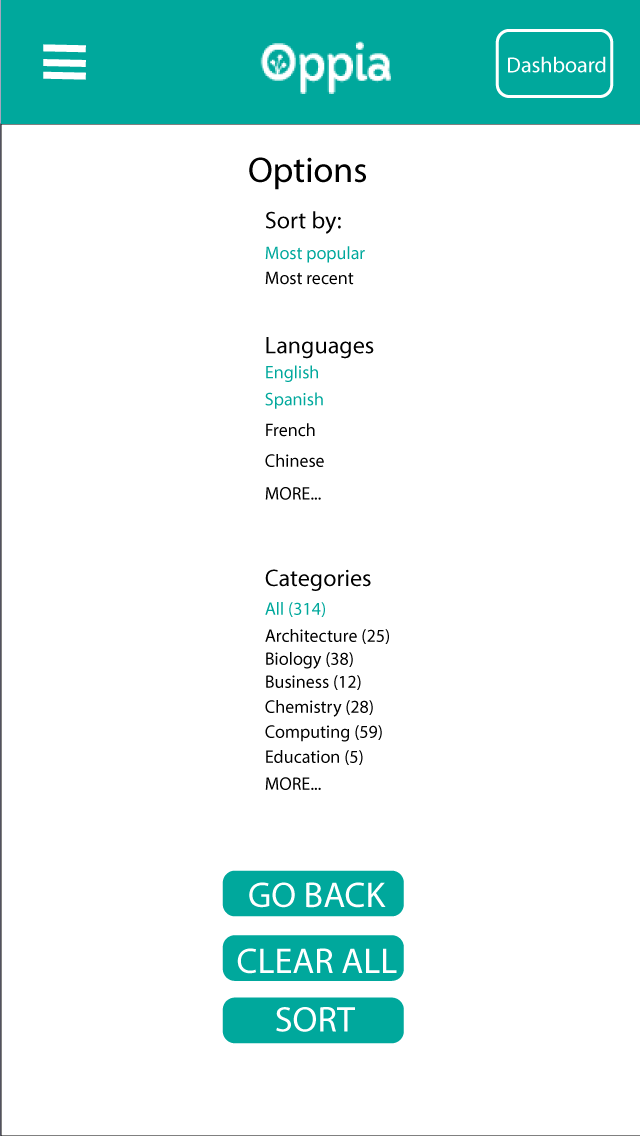 Oppia
Dashboard
Options
Sort by:
Most popular
Most recent
Languages
English
Spanish
French
Chinese
MORE...
Categories
All (314)
Architecture (25)
Biology (38)
Business (12)
Chemistry (28)
Computing (59)
Education (5)
MORE...
GO BACK
CLEAR ALL
SORT